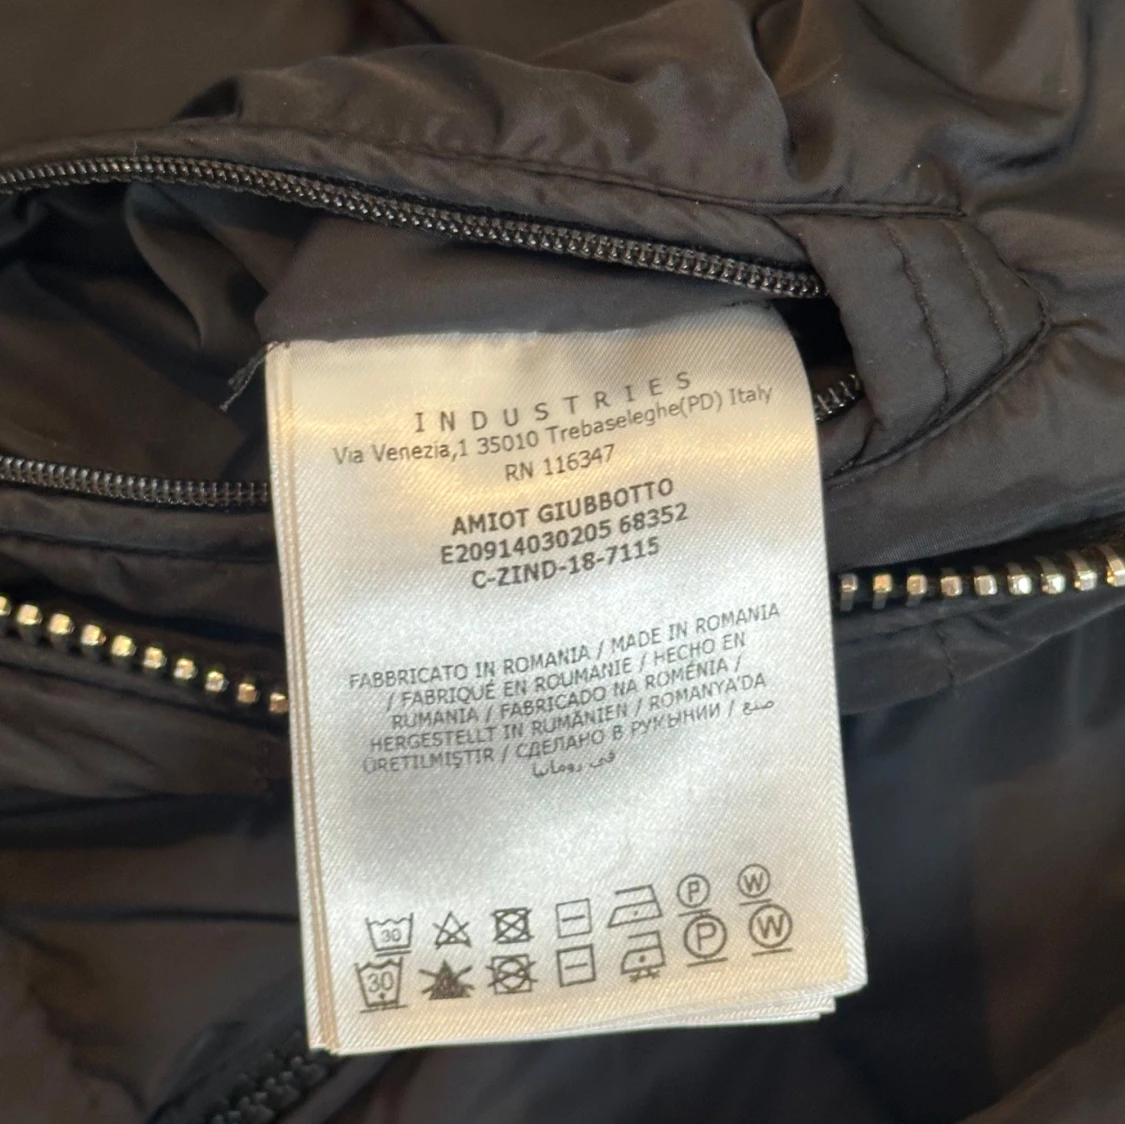 INDUSTRIES
Via Venezia,1 35010 Trebaseleghe(PD) Italy
RN 116347
AMIOT GIUBBOTTO
E20914030205 68352
C-ZIND-18-7115
FABBRICATO IN ROMANIA / MADE IN ROMANIA
/ FABRIQUÉ EN ROUMANIE / HECHO EN
RUMANIA / FABRICADO NA ROMÉNIA /
HERGESTELLT IN RUMÄNIEN / ROMANYA'DA
ÜRETILMIŞTIR / СДЕЛАНО В РУМЫНИИ / صنع
في رومانيا
30 P W
30 P W